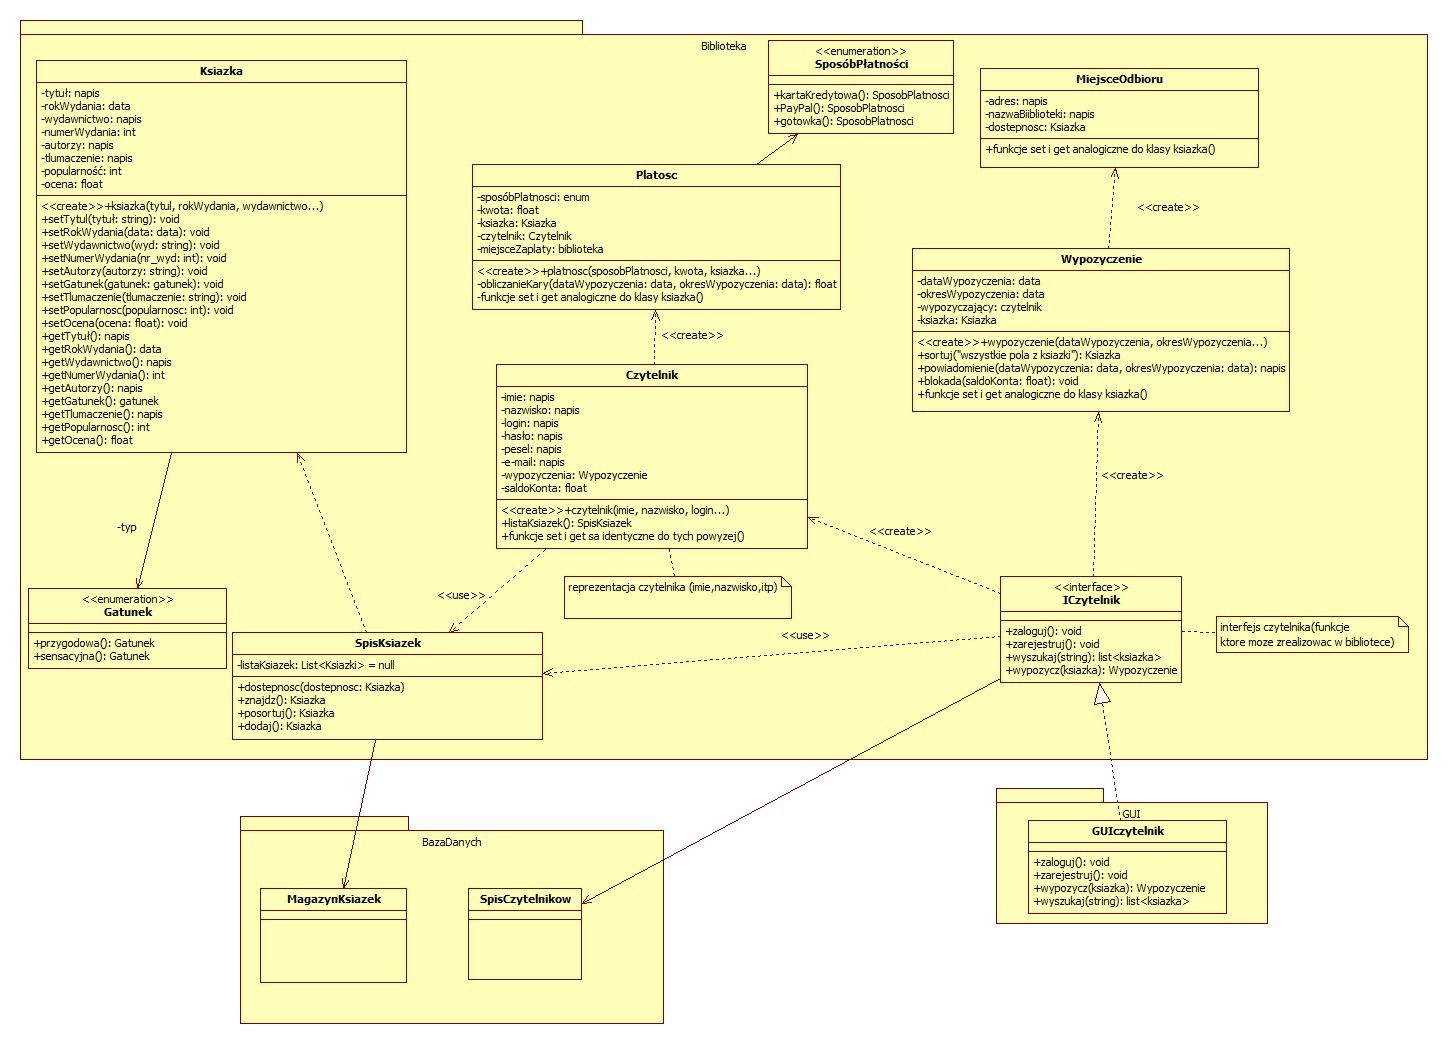 Biblioteka
Ksiazka
-tytuł: napis
-rokWydania: data
-wydawnictwo: napis
-numerWydania: int
-autorzy: napis
-tłumaczenie: napis
-popularność: int
-ocena: float
<<create>>+ksiazka(tytul, rokWydania, wydawnictwo...)
+setTytul(tytuł: string): void
+setRokWydania(data: data): void
+setWydawnictwo(wyd: string): void
+setNumerWydania(nr_wyd: int): void
+setAutorzy(autorzy: string): void
+setGatunek(gatunek: gatunek): void
+setTlumaczenie(tlumaczenie: string): void
+setPopularnosc(popularnosc: int): void
+setOcena(ocena: float): void
+getTytuł(): napis
+getRokWydania(): data
+getWydawnictwo(): napis
+getNumerWydania(): int
+getAutorzy(): napis
+getGatunek(): gatunek
+getTlumaczenie(): napis
+getPopularnosc(): int
+getOcena(): float
<<enumeration>>
SposóbPłatności
+kartaKredytowa(): SposobPlatnosci
+PayPal(): SposobPlatnosci
+gotowka(): SposobPlatnosci
MiejsceOdbioru
-adres: napis
-nazwaBiiblioteki: napis
-dostepnosc: Ksiazka
+funkcje set i get analogiczne do klasy ksiazka()
Platosc
-sposóbPlatnosci: enum
-kwota: float
-ksiazka: Ksiazka
-czytelnik: Czytelnik
-miejsceZaplaty: biblioteka
<<create>>+platnosc(sposobPlatnosci, kwota, ksiazka...)
-obliczanieKary(dataWypozyczenia: data, okresWypozyczenia: data): float
-funkcje set i get analogiczne do klasy ksiazka()
<<create>>
Wypozyczenie
-dataWypozyczenia: data
-okresWypozyczenia: data
-wypozyczający: czytelnik
-ksiazka: Ksiazka
<<create>>+wypozyczenie(dataWypozyczenia, okresWypozyczenia...)
+sortuj("wszystkie pola z ksiazki"): Ksiazka
+powiadomienie(dataWypozyczenia: data, okresWypozyczenia: data): napis
+blokada(saldoKonta: float): void
+funkcje set i get analogiczne do klasy ksiazka()
<<create>>
Czytelnik
-imie: napis
-nazwisko: napis
-login: napis
-hasło: napis
-pesel: napis
-e-mail: napis
-wypozyczenia: Wypozyczenie
-saldoKonta: float
<<create>>+czytelnik(imie, nazwisko, login...)
+listaKsiazek(): SpisKsiazek
+funkcje set i get sa identyczne do tych powyzej()
<<create>>
<<create>>
-typ
<<use>>
reprezentacja czytelnika (imie,nazwisko,itp)
<<enumeration>>
Gatunek
+przygodowa(): Gatunek
+sensacyjna(): Gatunek
SpisKsiazek
-listaKsiazek: List<Ksiazki> = null
+dostepnosc(dostepnosc: Ksiazka)
+znajdz(): Ksiazka
+posortuj(): Ksiazka
+dodaj(): Ksiazka
<<use>>
<<interface>>
ICzytelnik
+zaloguj(): void
+zarejestruj(): void
+wyszukaj(string): list<ksiazka>
+wypozycz(ksiazka): Wypozyczenie
interfejs czytelnika(funkcje
ktore moze zrealizowac w bibliotece)
BazaDanych
MagazynKsiazek
SpisCzytelnikow
GUI
GUIczytelnik
+zaloguj(): void
+zarejestruj(): void
+wypozycz(ksiazka): Wypozyczenie
+wyszukaj(string): list<ksiazka>